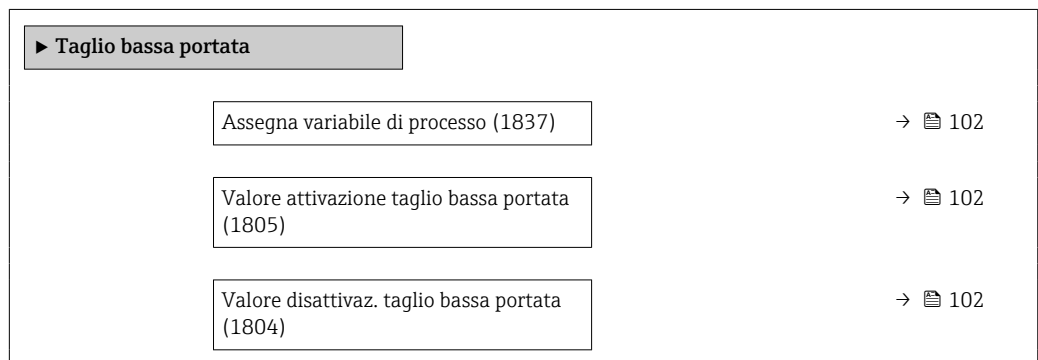 ▶ Taglio bassa portata
Assegna variabile di processo (1837) → 102
Valore attivazione taglio bassa portata → 102
(1805)
Valore disattivaz. taglio bassa portata → 102
(1804)